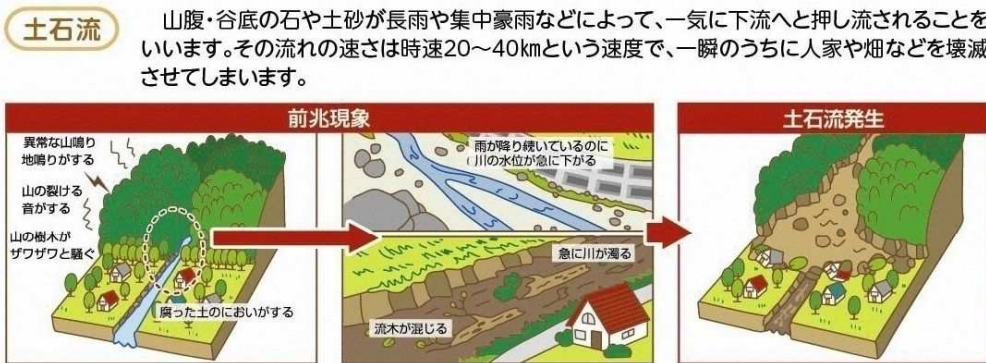 土石流
山腹・谷底の石や土砂が長雨や集中豪雨などによって、一気に下流へと押し流されることを
いいます。その流れの速さは時速20〜40㎞という速度で、一瞬のうちに人家や畑などを壊滅
させてしまいます。
前兆現象
異常な山鳴り
地鳴りがする
山の裂ける
音がする
山の樹木が
ザワザワと騒ぐ
腐った土のにおいがする
雨が降り続いているのに
川の水位が急に下がる
急に川が濁る
流木が混じる
土石流発生